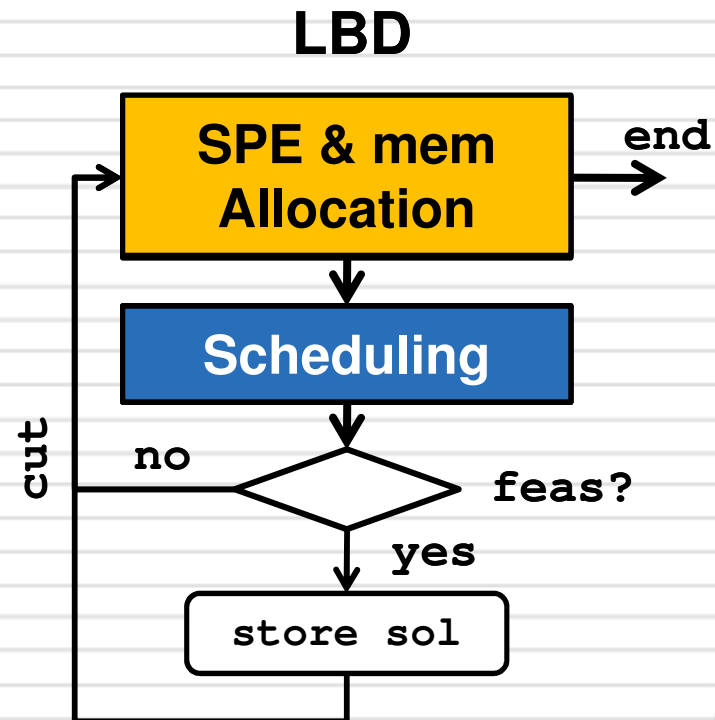 LBD
SPE & mem
Allocation
end
Scheduling
cut
no
feas?
yes
store sol